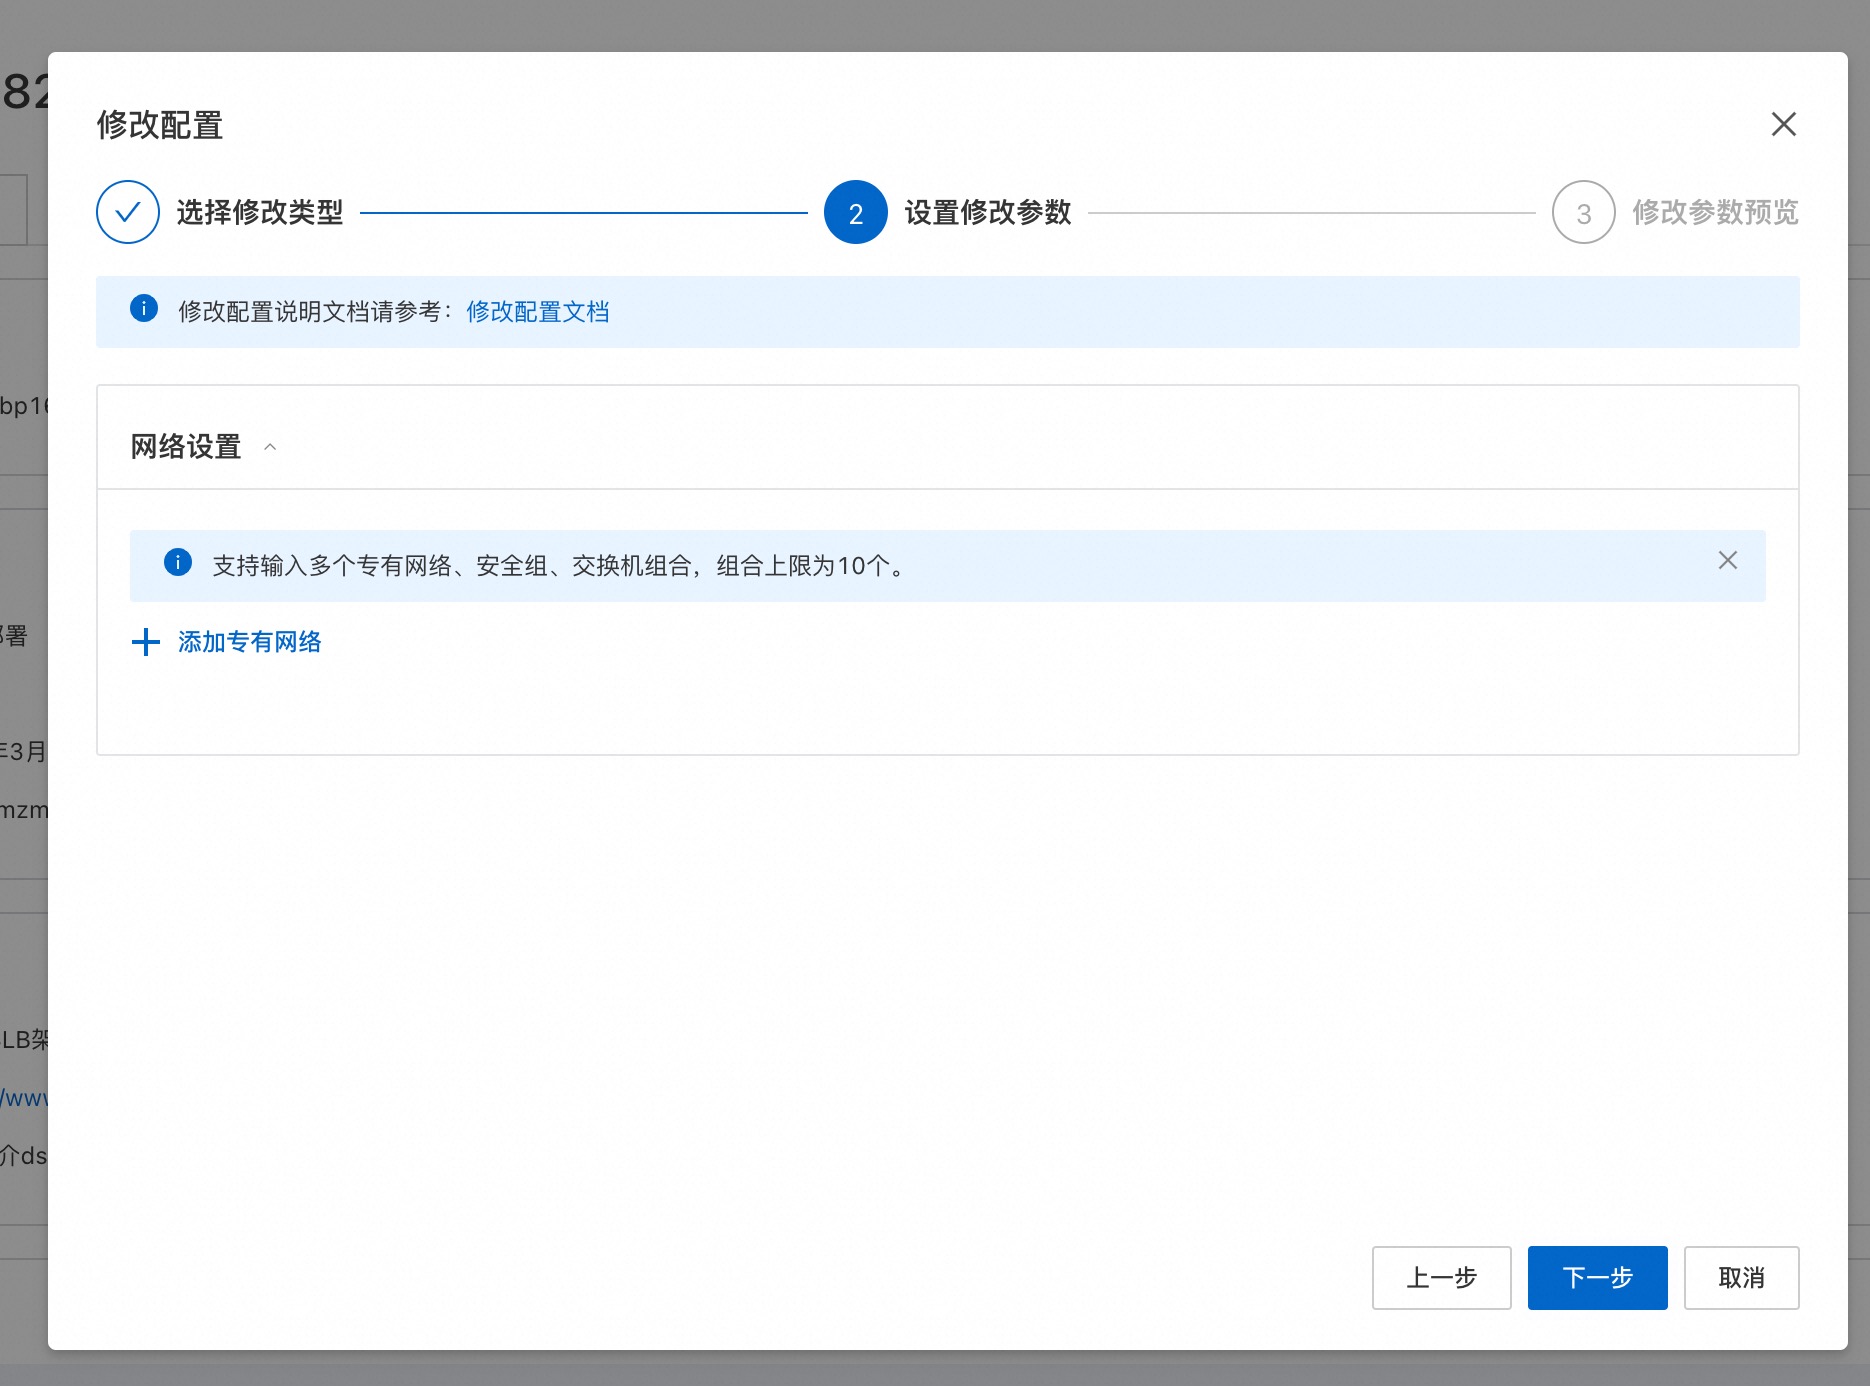 修改配置
选择修改类型
2 设置修改参数
3 修改参数预览
修改配置说明文档请参考：修改配置文档
网络设置
支持输入多个专有网络、安全组、交换机组合，组合上限为10个。
添加专有网络
上一步 下一步 取消
82
bp16
部署
年3月
mzm
LB架
/www
介ds